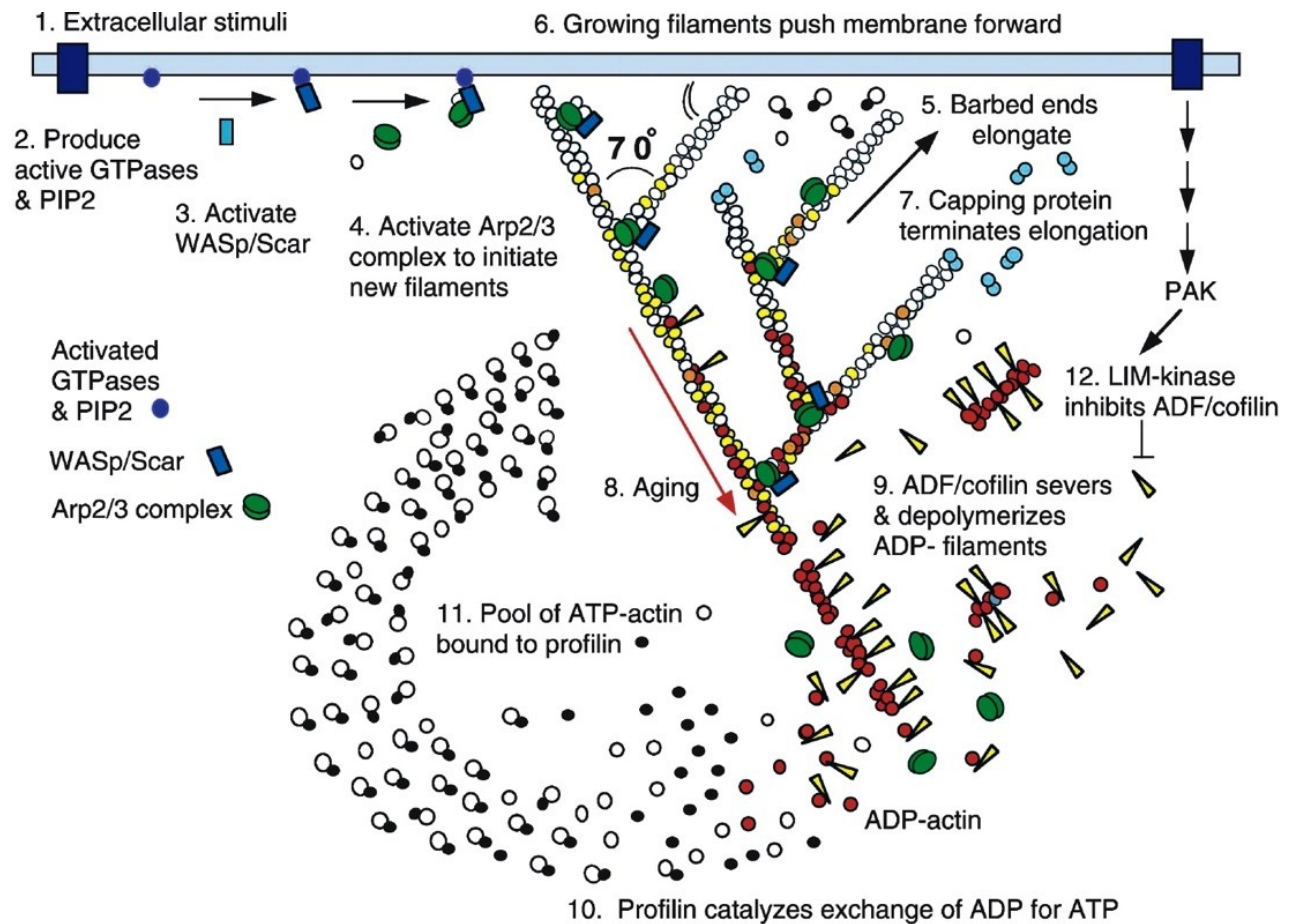 1. Extracellular stimuli
6. Growing filaments push membrane forward
2. Produce
active GTPases
& PIP2
3. Activate
WASp/Scar
4. Activate Arp2/3
complex to initiate
new filaments
70°
5. Barbed ends
elongate
7. Capping protein
terminates elongation
PAK
12. LIM-kinase
inhibits ADF/cofilin
Activated
GTPases
& PIP2
WASp/Scar
Arp2/3 complex
8. Aging
9. ADF/cofilin severs
& depolymerizes
ADP- filaments
11. Pool of ATP-actin
bound to profilin
ADP-actin
10. Profilin catalyzes exchange of ADP for ATP